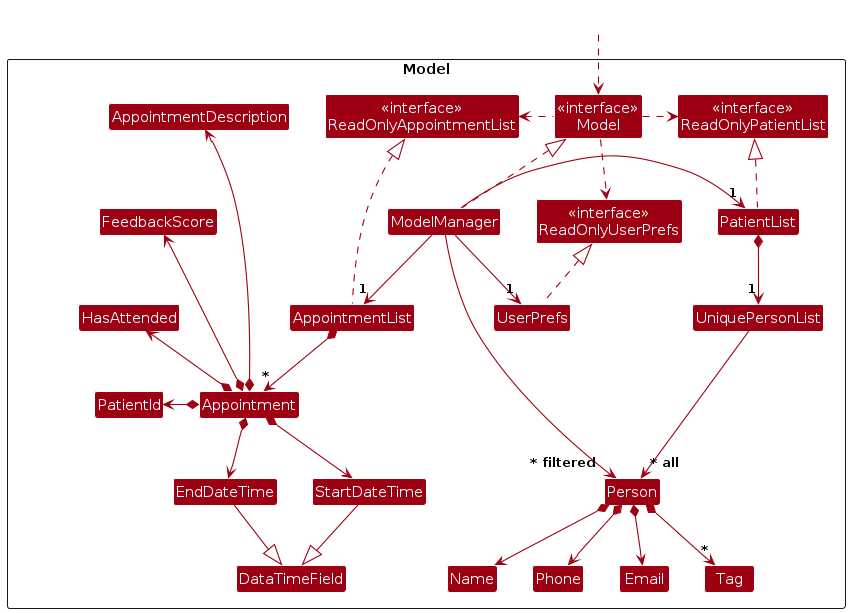 Model
AppointmentDescription
«interface»
ReadOnlyAppointmentList
«interface»
Model
«interface»
ReadOnlyPatientList
1
FeedbackScore
ModelManager
«interface»
ReadOnlyUserPrefs
PatientList
1
1
1
HasAttended
AppointmentList
UserPrefs
UniquePersonList
*
PatientId
Appointment
* filtered
* all
EndDateTime
StartDateTime
Person
*
DataTimeField
Name
Phone
Email
Tag